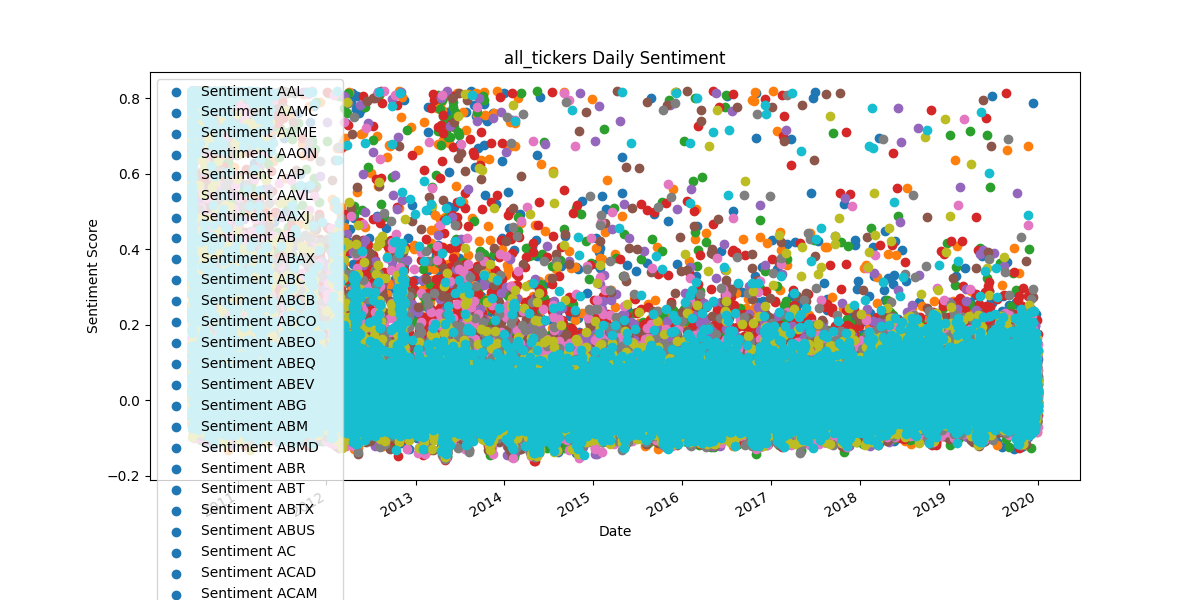 all_tickers Daily Sentiment
Sentiment Score
0.8
0.6
0.4
0.2
0.0
−0.2
Sentiment AAL
Sentiment AAMC
Sentiment AAME
Sentiment AAON
Sentiment AAP
Sentiment AAVL
Sentiment AAXJ
Sentiment AB
Sentiment ABAX
Sentiment ABC
Sentiment ABCB
Sentiment ABCO
Sentiment ABEO
Sentiment ABEQ
Sentiment ABEV
Sentiment ABG
Sentiment ABM
Sentiment ABMD
Sentiment ABR
Sentiment ABT
Sentiment ABTX
Sentiment ABUS
Sentiment AC
Sentiment ACAD
Sentiment ACAM
2011 2012 2013 2014 2015 2016 2017 2018 2019 2020
Date